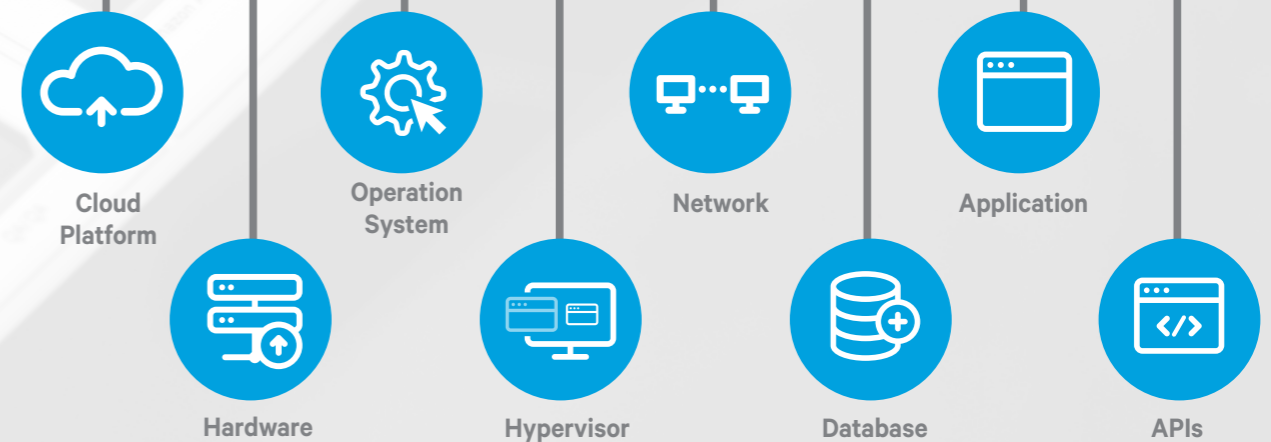 Cloud
Platform
Operation
System
Network
Application
Hardware
Hypervisor
Database
APIs